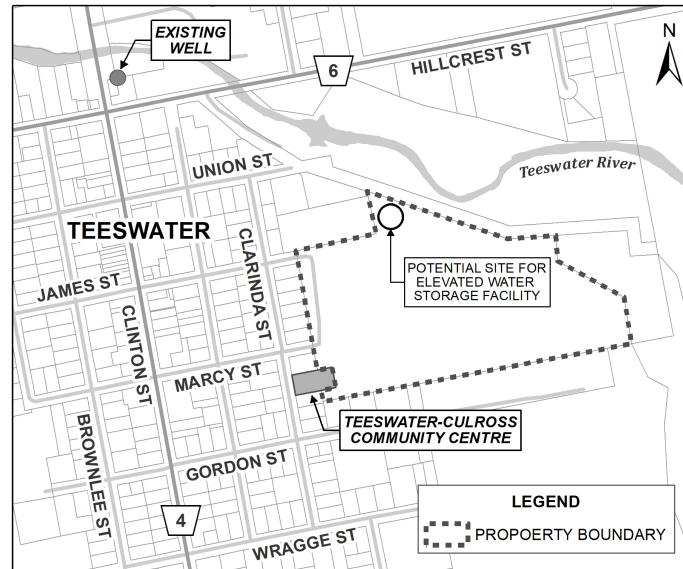 EXISTING
WELL
6
HILLCREST ST
N
UNION ST
Teeswater River
TEESWATER
CLARINDA ST
POTENTIAL SITE FOR
ELEVATED WATER
STORAGE FACILITY
JAMES ST
CLINTON ST
MARCY ST
TEESWATER-CULROSS
COMMUNITY CENTRE
BROWNLEE ST
GORDON ST
4
WRAGGE ST
LEGEND
PROPOERTY BOUNDARY